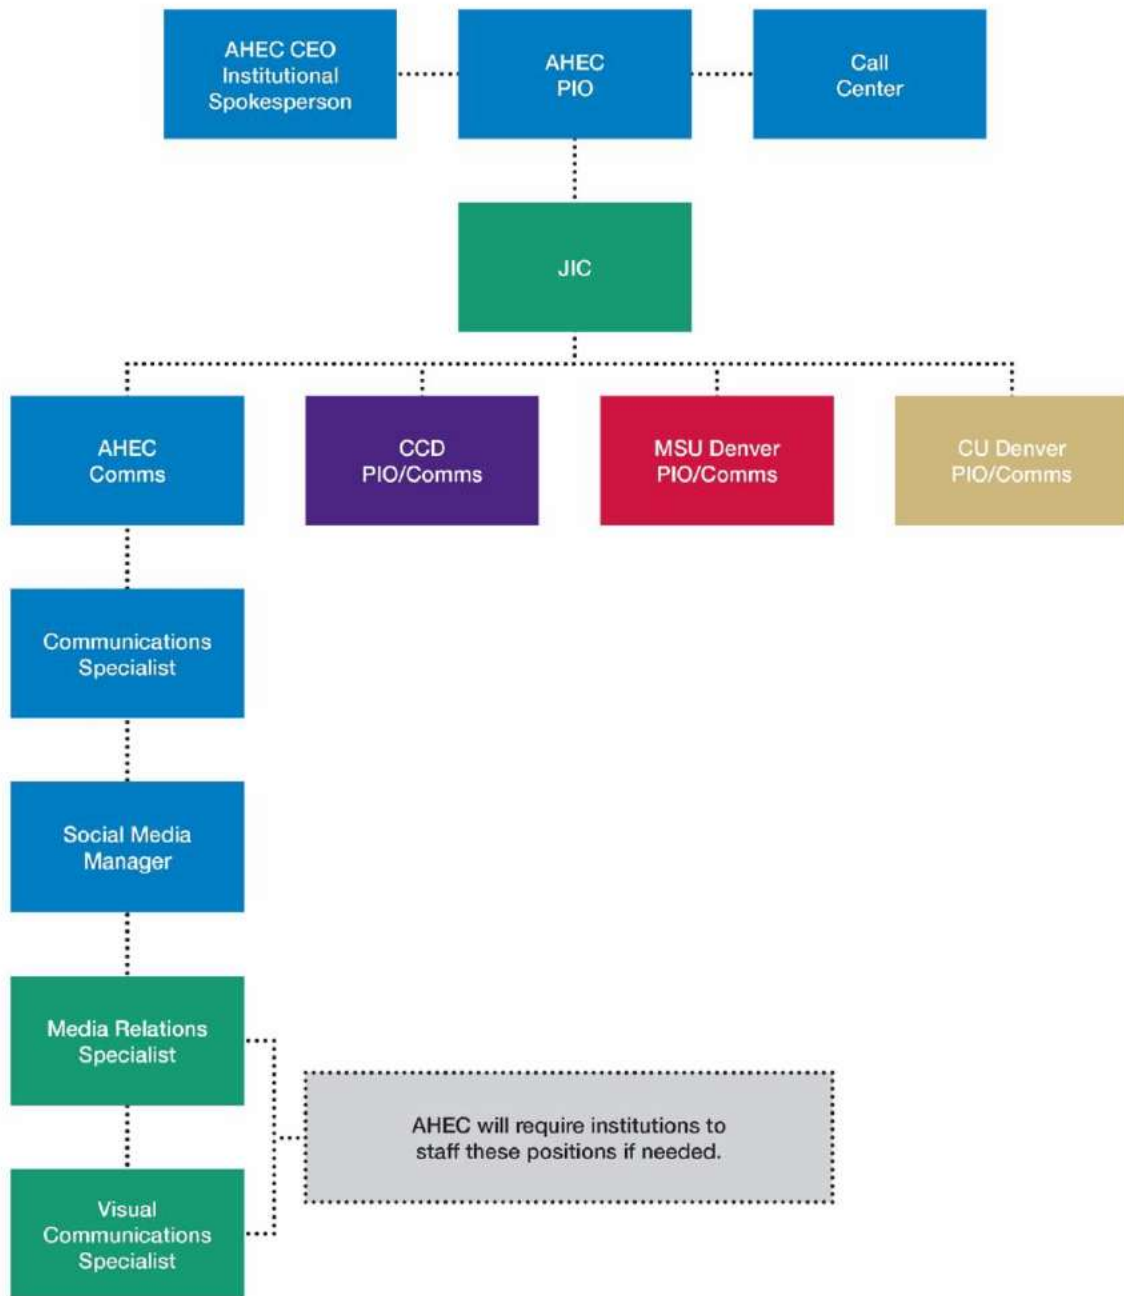 AHEC CEO
Institutional
Spokesperson
AHEC
PIO
Call
Center
JIC
AHEC
Comms
CCD
PIO/Comms
MSU Denver
PIO/Comms
CU Denver
PIO/Comms
Communications
Specialist
Social Media
Manager
Media Relations
Specialist
AHEC will require institutions to
staff these positions if needed.
Visual
Communications
Specialist